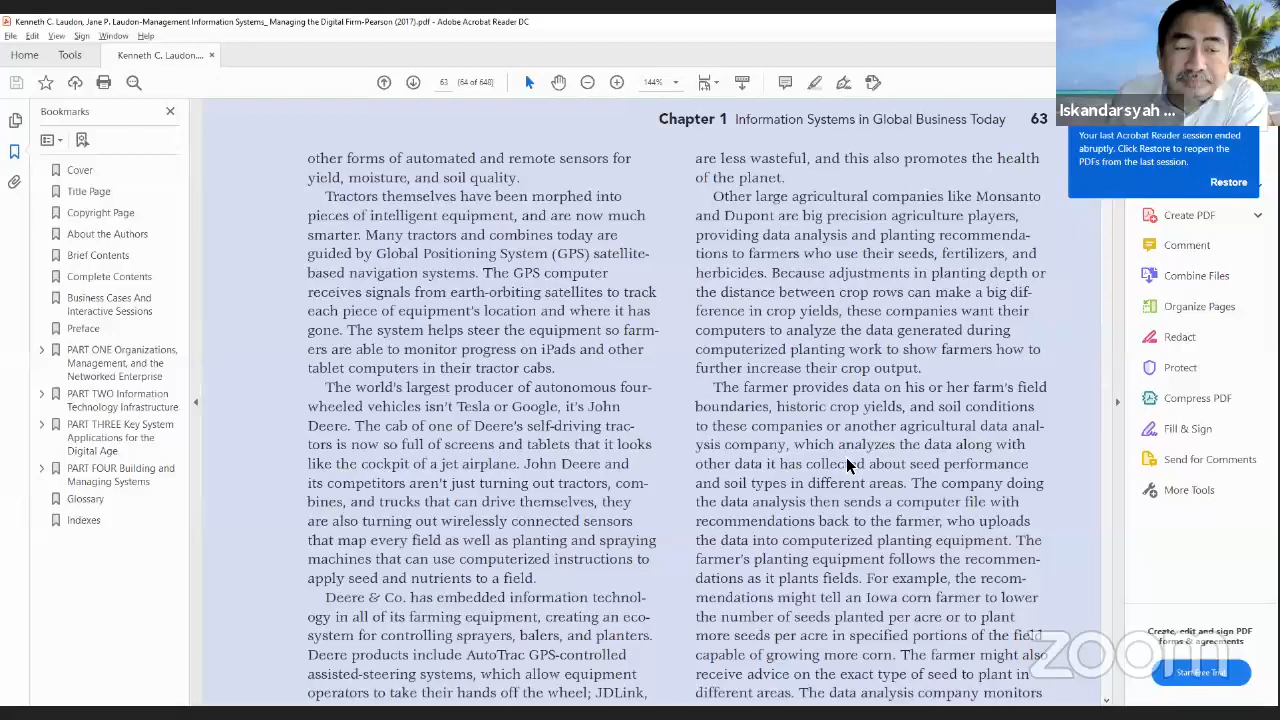 Kenneth C. Laudon, Jane P. Laudon-Management Information Systems_ Managing the Digital Firm-Pearson (2017).pdf - Adobe Acrobat Reader DC
File Edit View Sign Window Help
Home Tools Kenneth C. Laudon,... ×
63 (64 of 648) 144%
Iskandarsyah ...
Your last Acrobat Reader session ended
abruptly. Click Restore to reopen the
PDFs from the last session.
Restore
Bookmarks
Cover
Title Page
Copyright Page
About the Authors
Brief Contents
Complete Contents
Business Cases And
Interactive Sessions
Preface
PART ONE Organizations,
Management, and the
Networked Enterprise
PART TWO Information
Technology Infrastructure
PART THREE Key System
Applications for the
Digital Age
PART FOUR Building and
Managing Systems
Glossary
Indexes
Chapter 1 Information Systems in Global Business Today 63
other forms of automated and remote sensors for
yield, moisture, and soil quality.
Tractors themselves have been morphed into
pieces of intelligent equipment, and are now much
smarter. Many tractors and combines today are
guided by Global Positioning System (GPS) satellite-
based navigation systems. The GPS computer
receives signals from earth-orbiting satellites to track
each piece of equipment's location and where it has
gone. The system helps steer the equipment so farm-
ers are able to monitor progress on iPads and other
tablet computers in their tractor cabs.
The world's largest producer of autonomous four-
wheeled vehicles isn't Tesla or Google, it's John
Deere. The cab of one of Deere's self-driving trac-
tors is now so full of screens and tablets that it looks
like the cockpit of a jet airplane. John Deere and
its competitors aren't just turning out tractors, com-
bines, and trucks that can drive themselves, they
are also turning out wirelessly connected sensors
that map every field as well as planting and spraying
machines that can use computerized instructions to
apply seed and nutrients to a field.
Deere & Co. has embedded information technol-
ogy in all of its farming equipment, creating an eco-
system for controlling sprayers, balers, and planters.
Deere products include AutoTrac GPS-controlled
assisted-steering systems, which allow equipment
operators to take their hands off the wheel; JDLink,
are less wasteful, and this also promotes the health
of the planet.
Other large agricultural companies like Monsanto
and Dupont are big precision agriculture players,
providing data analysis and planting recommenda-
tions to farmers who use their seeds, fertilizers, and
herbicides. Because adjustments in planting depth or
the distance between crop rows can make a big dif-
ference in crop yields, these companies want their
computers to analyze the data generated during
computerized planting work to show farmers how to
further increase their crop output.
The farmer provides data on his or her farm's field
boundaries, historic crop yields, and soil conditions
to these companies or another agricultural data anal-
ysis company, which analyzes the data along with
other data it has collected about seed performance
and soil types in different areas. The company doing
the data analysis then sends a computer file with
recommendations back to the farmer, who uploads
the data into computerized planting equipment. The
farmer's planting equipment follows the recommen-
dations as it plants fields. For example, the recom-
mendations might tell an Iowa corn farmer to lower
the number of seeds planted per acre or to plant
more seeds per acre in specified portions of the field
capable of growing more corn. The farmer might also
receive advice on the exact type of seed to plant in
different areas. The data analysis company monitors
Create PDF
Comment
Combine Files
Organize Pages
Redact
Protect
Compress PDF
Fill & Sign
Send for Comments
More Tools
Create, edit and sign PDF
forms & agreements
Start Free Trial
zoom